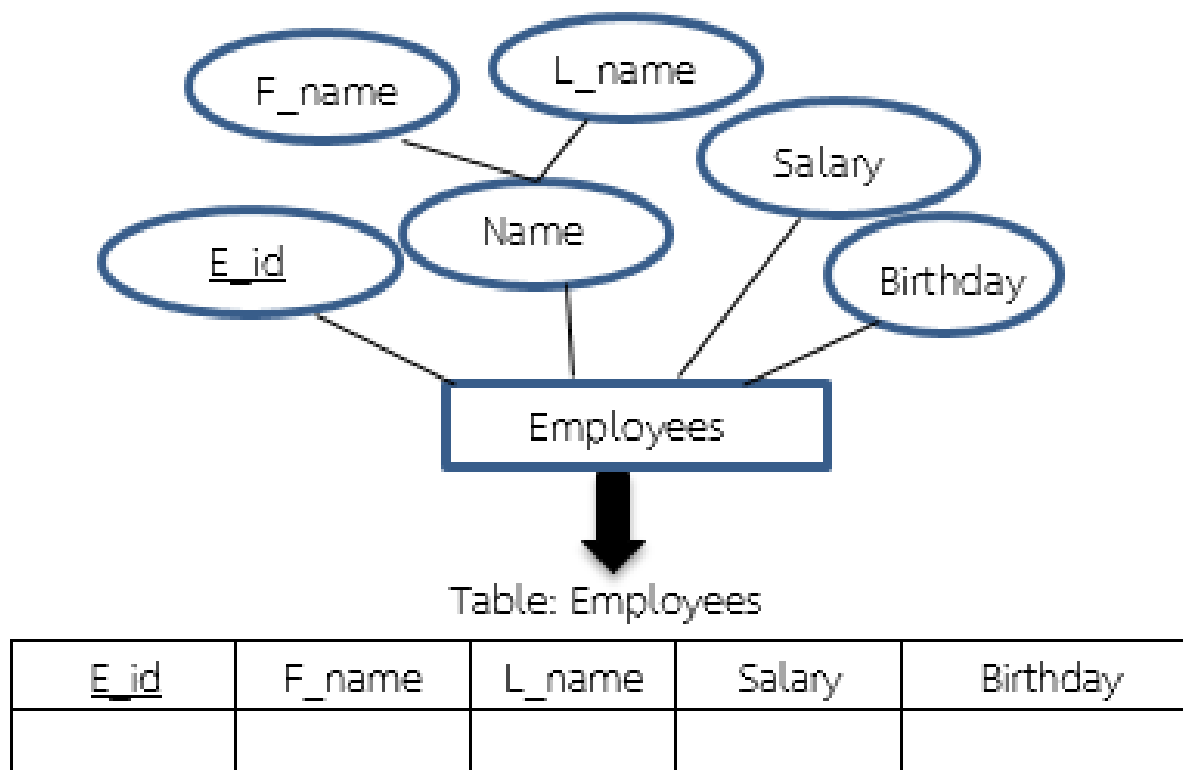 F_name
L_name
Salary
Name
E_id
Birthday
Employees
Table: Employees
E_id F_name L_name Salary Birthday